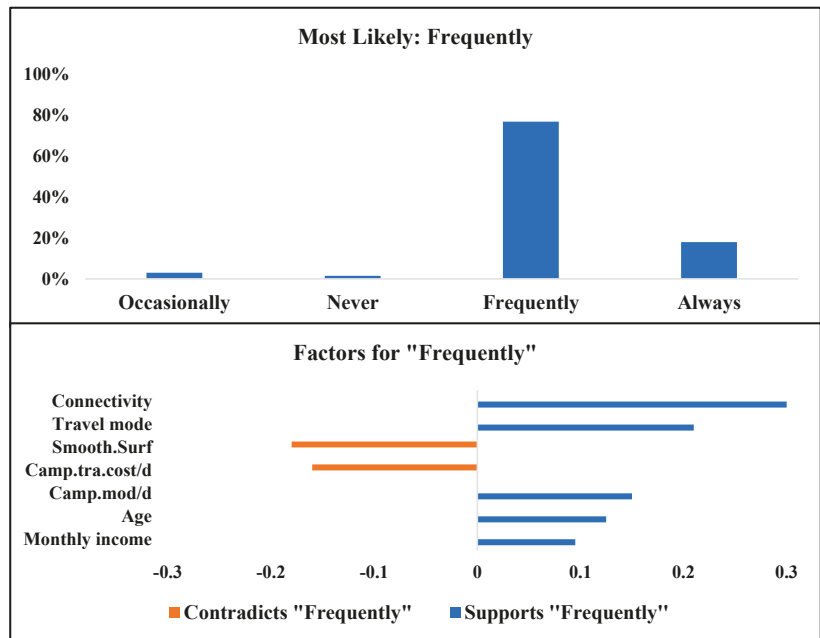 Most Likely: Frequently
100%
80%
60%
40%
20%
0%
Occasionally Never Frequently Always
Factors for "Frequently"
Connectivity
Travel mode
Smooth.Surf
Camp.tra.cost/d
Camp.mod/d
Age
Monthly income
-0.3 -0.2 -0.1 0 0.1 0.2 0.3
Contradicts "Frequently" Supports "Frequently"